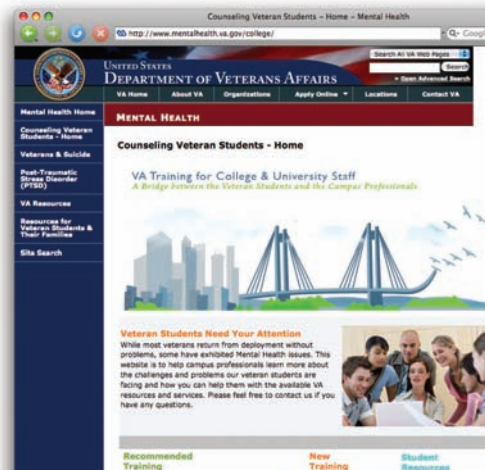 Counseling Veteran Students – Home – Mental Health
http://www.mentalhealth.va.gov/college/
Google
UNITED STATES
DEPARTMENT OF VETERANS AFFAIRS
Search All VA Web Pages
Search
Open Advanced Search
VA Home About VA Organizations Apply Online Locations Contact VA
Mental Health Home
Counseling Veteran
Students - Home
Veterans & Suicide
Post-Traumatic
Stress Disorder
(PTSD)
VA Resources
Resources for
Veteran Students &
Their Families
Site Search
MENTAL HEALTH
Counseling Veteran Students - Home
VA Training for College & University Staff
A Bridge between the Veteran Students and the Campus Professionals
Veteran Students Need Your Attention
While most veterans return from deployment without
problems, some have exhibited Mental Health issues. This
website is to help campus professionals learn more about
the challenges and problems our veteran students are
facing and how you can help them with the available VA
resources and services. Please feel free to contact us if you
have any questions.
Recommended
Training
New
Training
Student
Resources